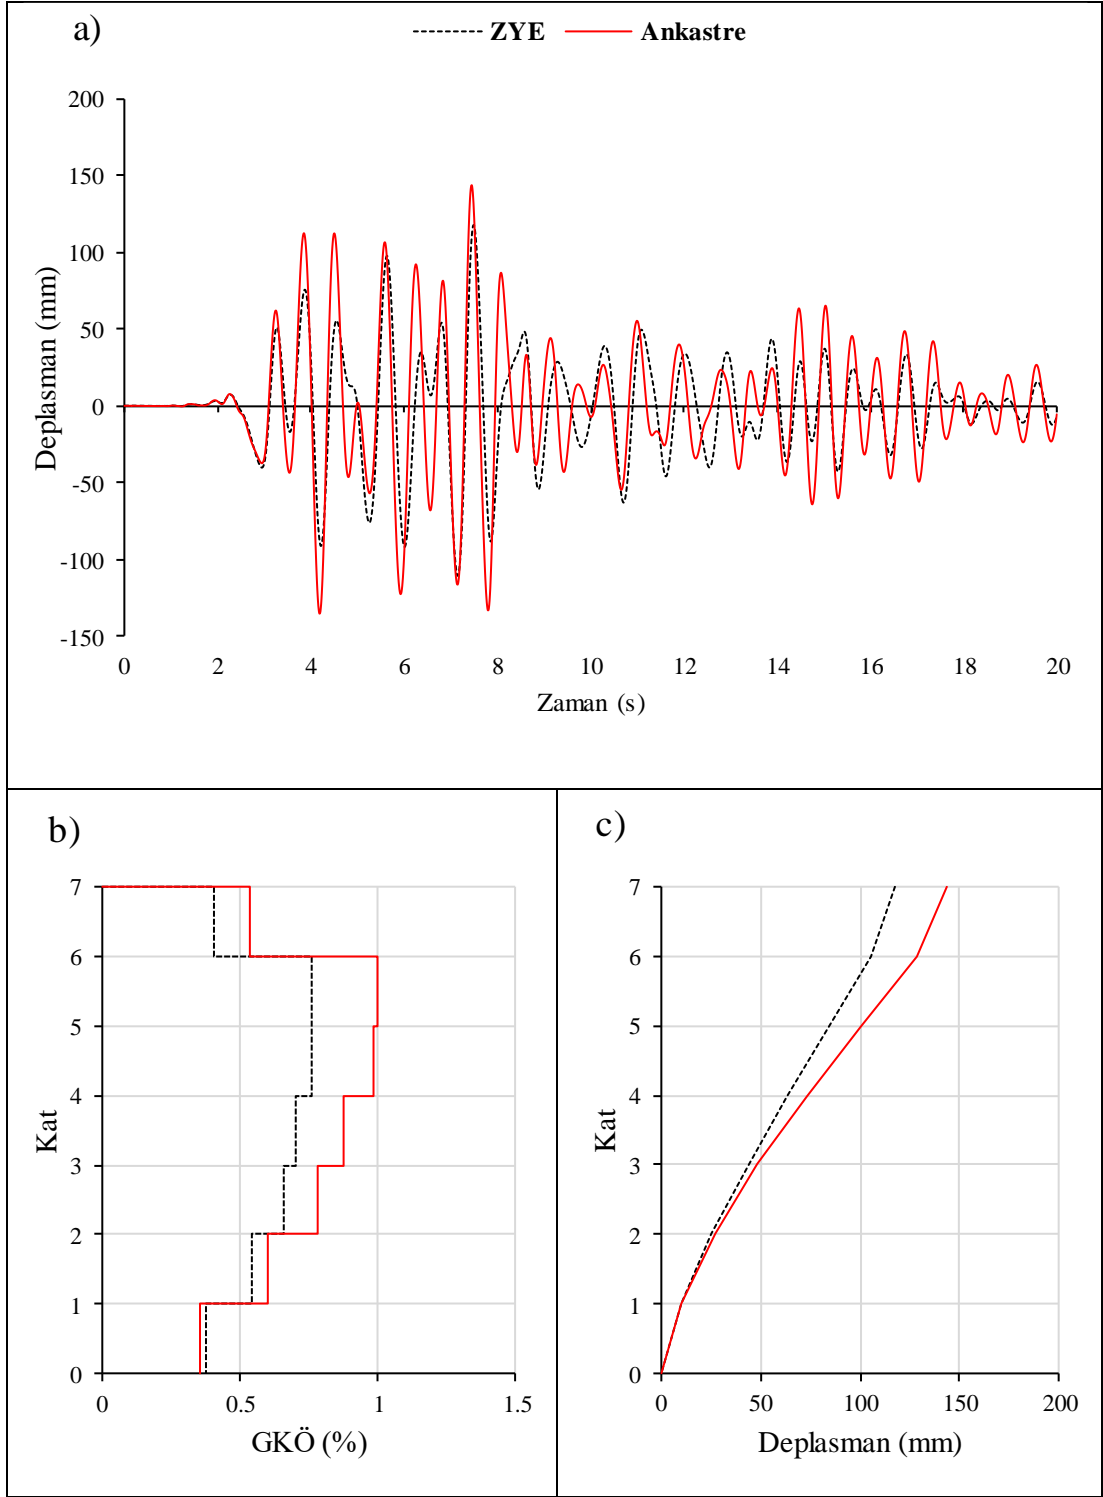 a)
ZYE Ankastre
200
150
100
50
0
-50
-100
-150
Deplasman (mm)
0 2 4 6 8 10 12 14 16 18 20
Zaman (s)
b)
7
6
5
4
3
2
1
0
Kat
0 0.5 1 1.5
GKÖ (%)
c)
7
6
5
4
3
2
1
0
Kat
0 50 100 150 200
Deplasman (mm)